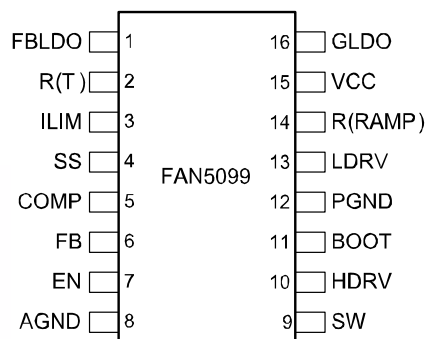 FBLDO 1 16 GLDO
R(T) 2 15 VCC
ILIM 3 14 R(RAMP)
SS 4 13 LDRV
FAN5099
COMP 5 12 PGND
FB 6 11 BOOT
EN 7 10 HDRV
AGND 8 9 SW